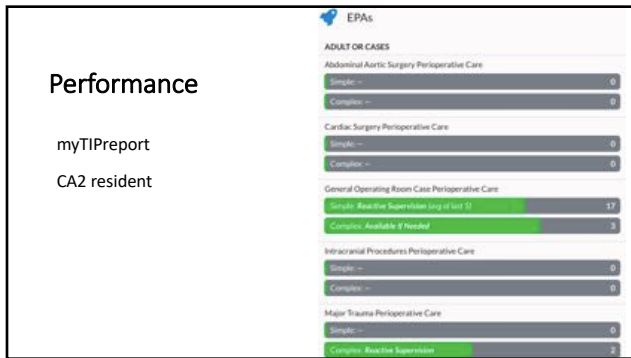 Performance
myTIPreport
CA2 resident
EPAs
ADULT OR CASES
Abdominal Aortic Surgery Perioperative Care
Simple: -- 0
Complex: -- 0
Cardiac Surgery Perioperative Care
Simple: -- 0
Complex: -- 0
General Operating Room Case Perioperative Care
Simple: Reactive Supervision (avg of last 5) 17
Complex: Available If Needed 3
Intracranial Procedures Perioperative Care
Simple: -- 0
Complex: -- 0
Major Trauma Perioperative Care
Simple: -- 0
Complex: Reactive Supervision 2